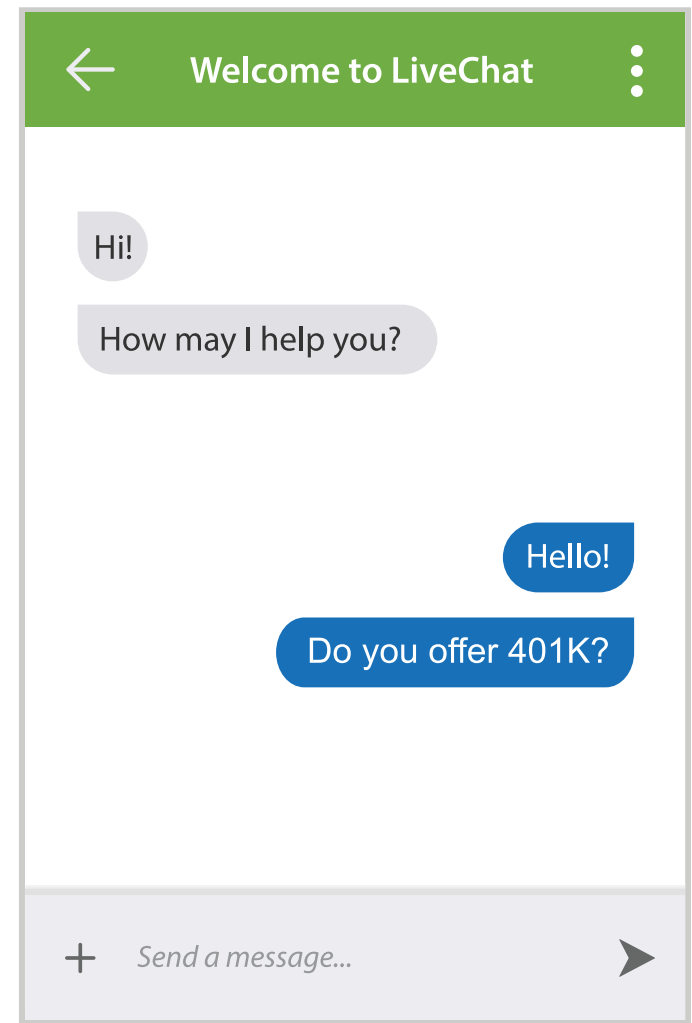 Welcome to LiveChat
Hi!
How may I help you?
Hello!
Do you offer 401K?
Send a message...